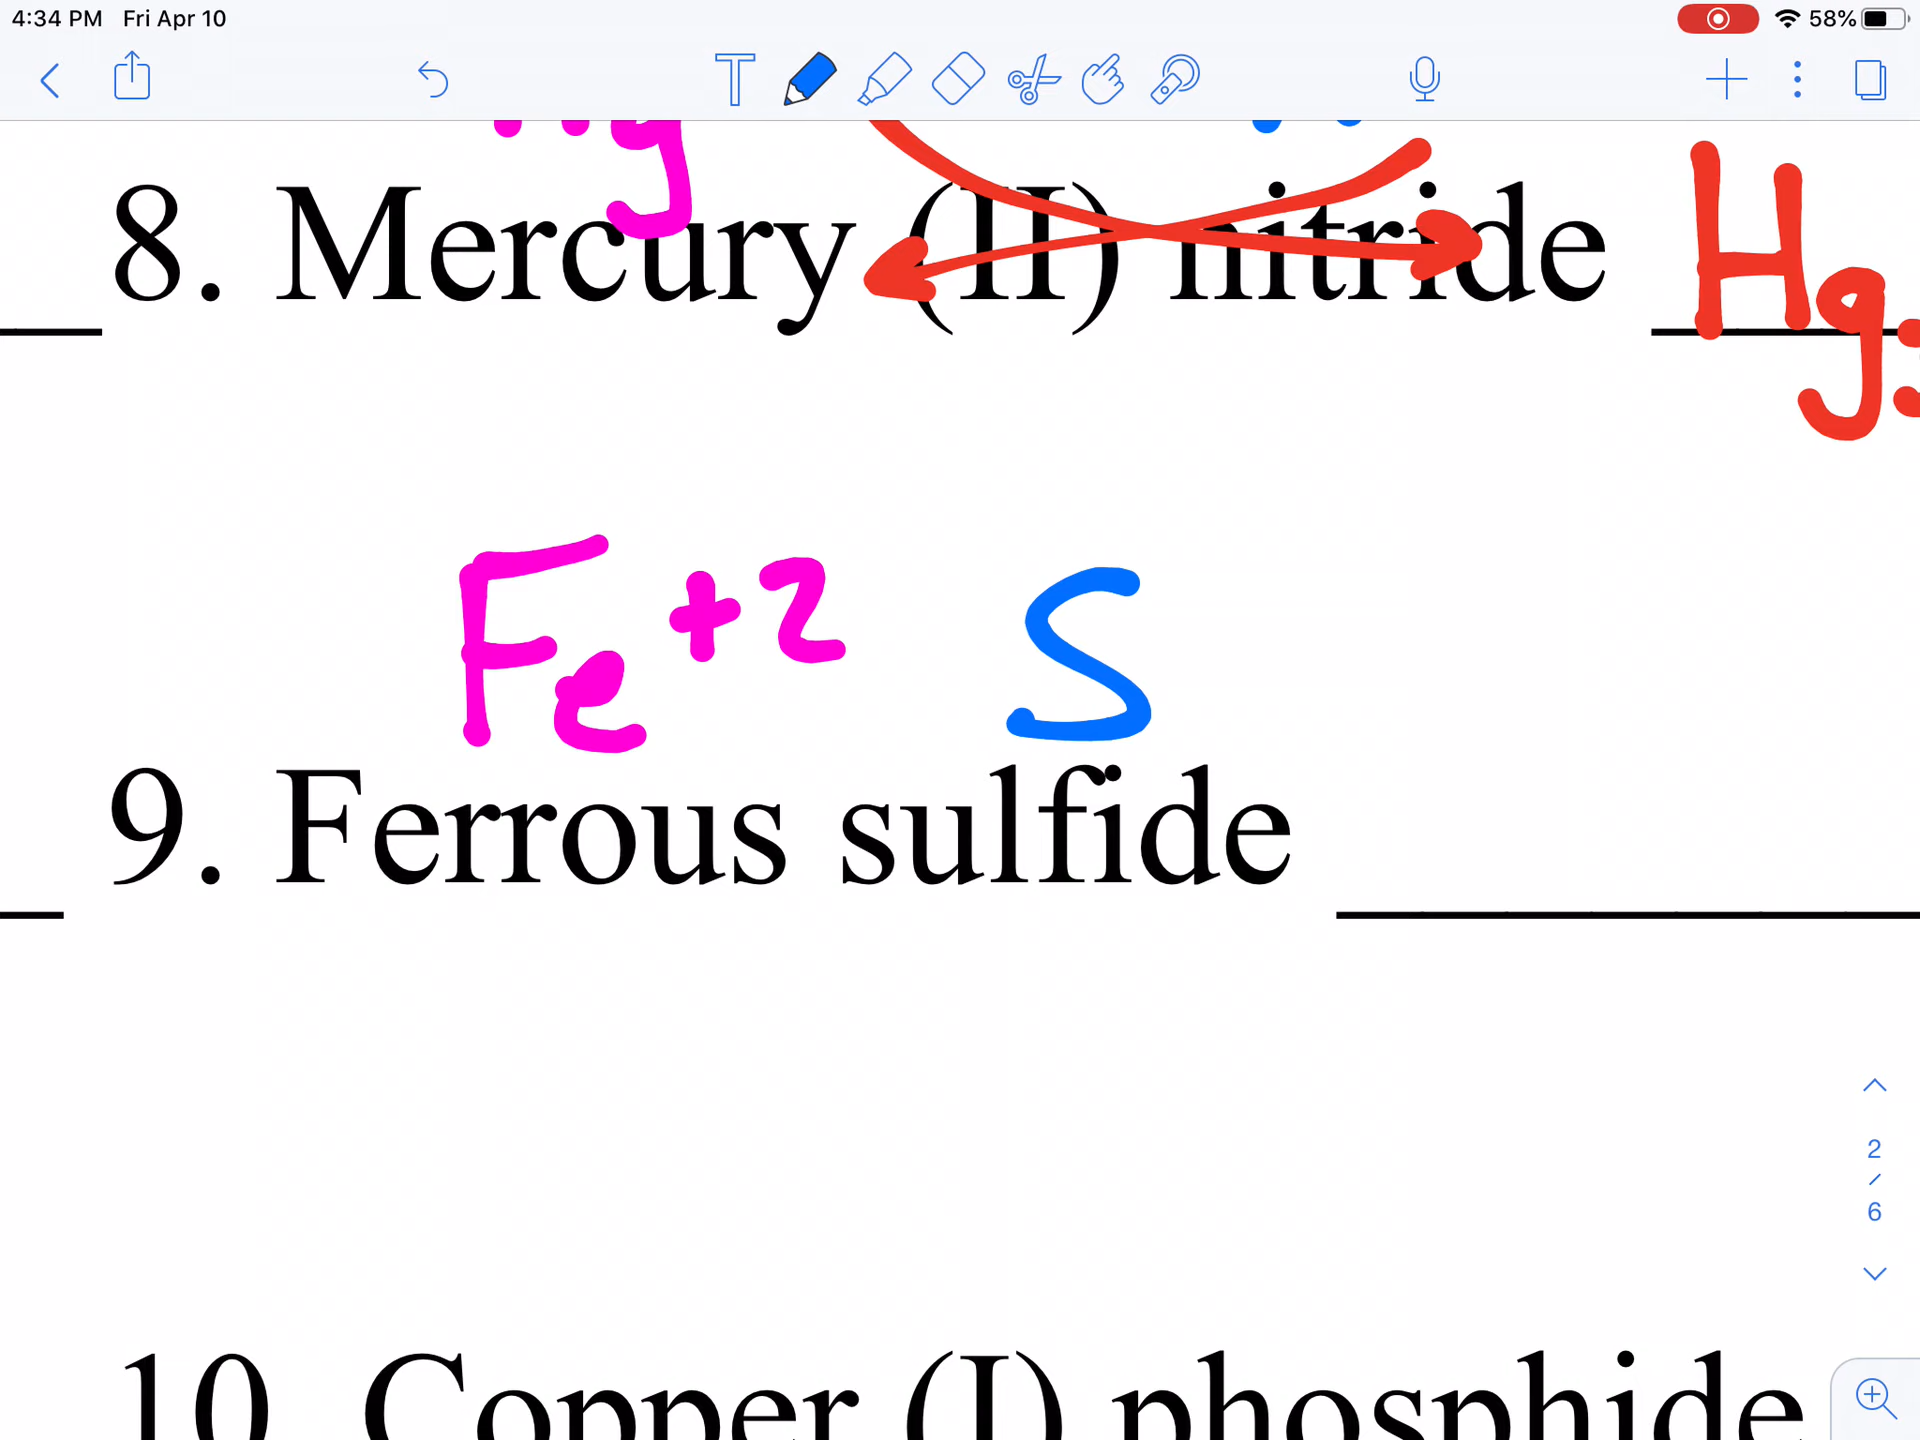 4:34 PM Fri Apr 10 58%
T
Hg
8. Mercury (II) nitride Hg
Fe +2 S
9. Ferrous sulfide
2
/
6
10. Copper (I) phosphide